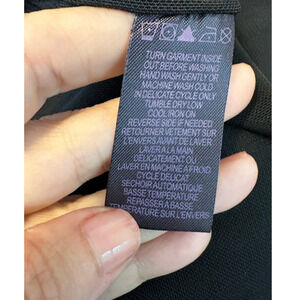 TURN GARMENT INSIDE
OUT BEFORE WASHING
HAND WASH GENTLY OR
MACHINE WASH COLD
IN DELICATE CYCLE ONLY
TUMBLE DRY LOW
COOL IRON ON
REVERSE SIDE IF NEEDED
RETOURNER VETEMENT SUR
L'ENVERS AVANT DE LAVER
LAVER A LA MAIN
DELICATEMENT OU
LAVER EN MACHINE A FROID
CYCLE DELICAT
SECHOIR AUTOMATIQUE
BASSE TEMPERATURE
REPASSER A BASSE
TEMPERATURE SUR L'ENVERS